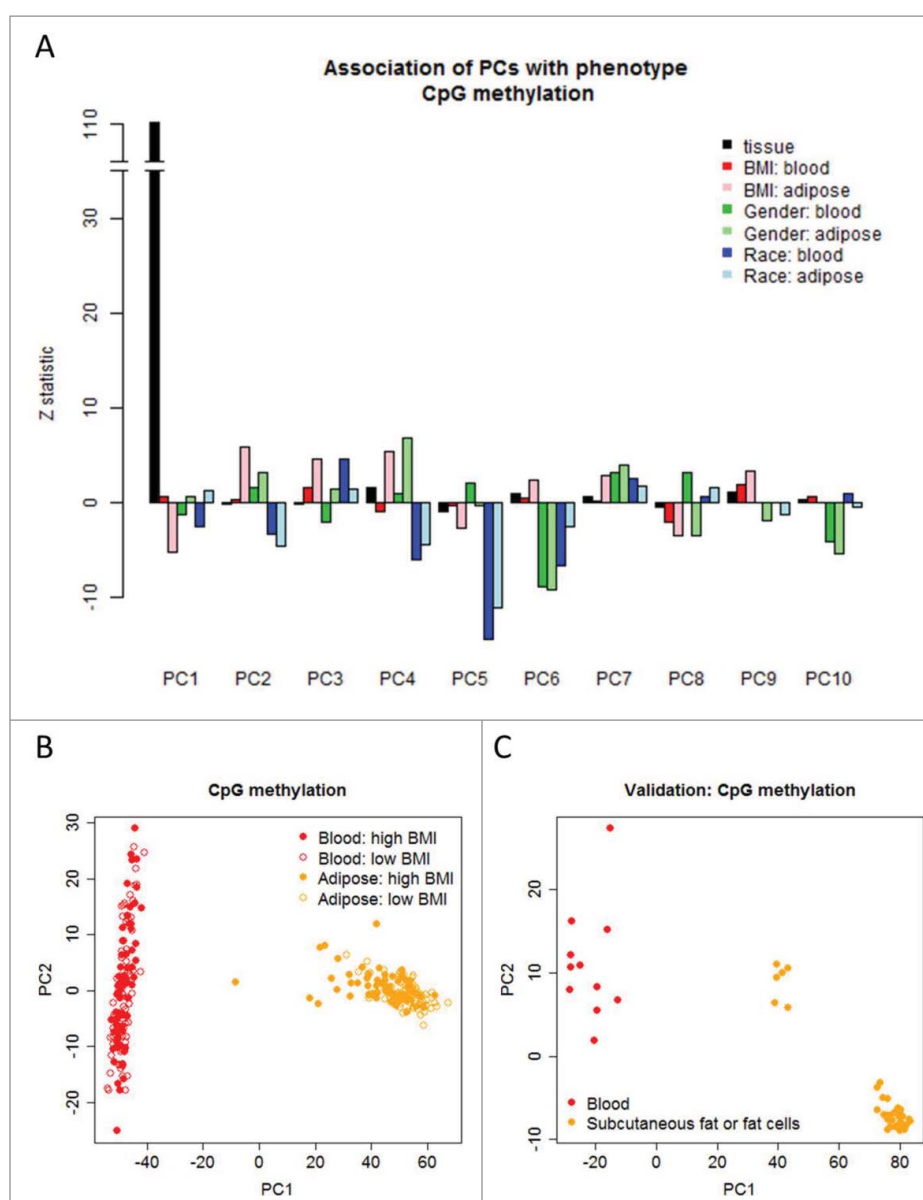 A
Association of PCs with phenotype
CpG methylation
110
30
20
10
0
-10
Z statistic
tissue
BMI: blood
BMI: adipose
Gender: blood
Gender: adipose
Race: blood
Race: adipose
PC1 PC2 PC3 PC4 PC5 PC6 PC7 PC8 PC9 PC10
B
CpG methylation
Blood: high BMI
Blood: low BMI
Adipose: high BMI
Adipose: low BMI
30
20
10
0
-10
-20
PC2
-40 -20 0 20 40 60
PC1
C
Validation: CpG methylation
20
10
0
-10
PC2
Blood
Subcutaneous fat or fat cells
-20 0 20 40 60 80
PC1